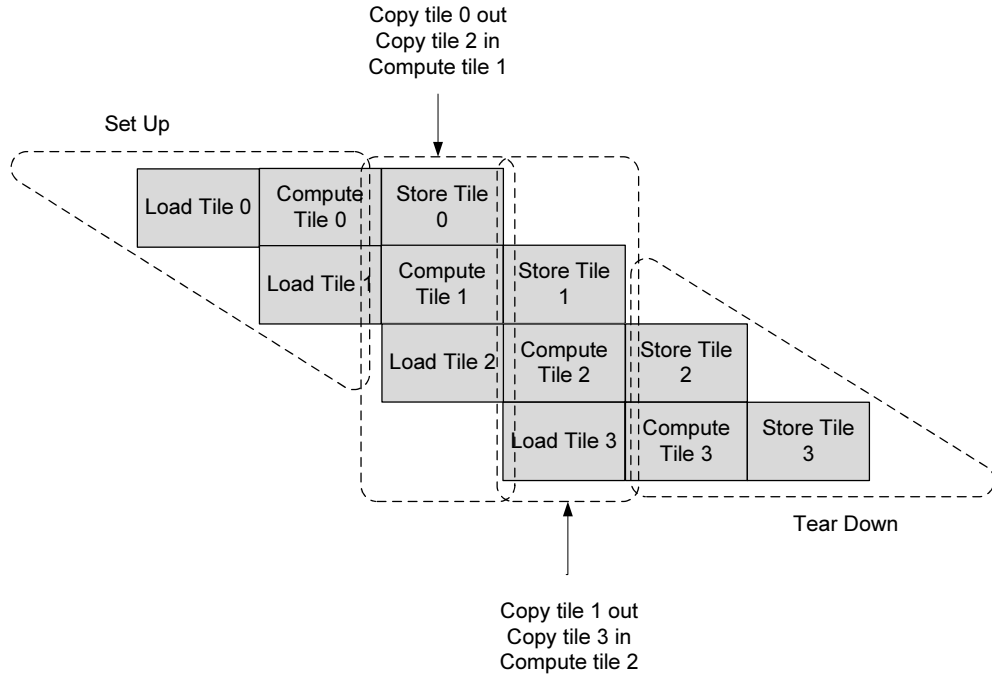 Copy tile 0 out
Copy tile 2 in
Compute tile 1
Set Up
Load Tile 0
Compute
Tile 0
Store Tile
0
Load Tile 1
Compute
Tile 1
Store Tile
1
Load Tile 2
Compute
Tile 2
Store Tile
2
Load Tile 3
Compute
Tile 3
Store Tile
3
Tear Down
Copy tile 1 out
Copy tile 3 in
Compute tile 2